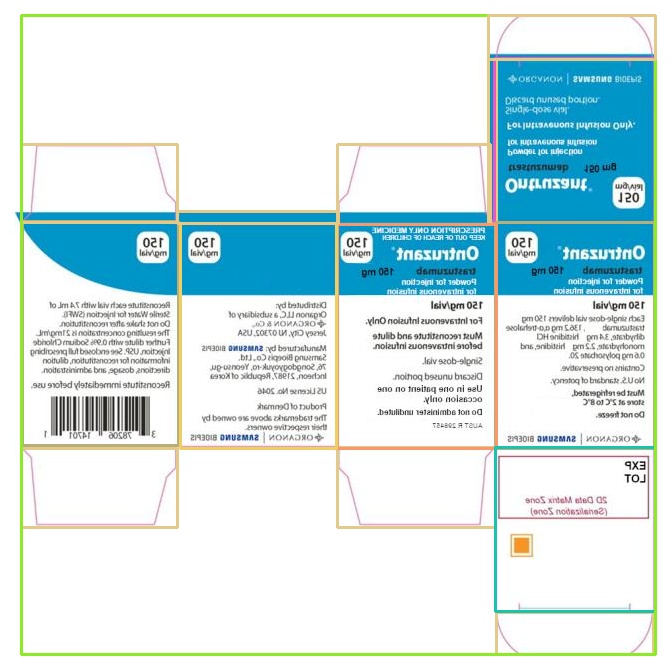 ORGANON | SAMSUNG BIOEPIS
Discard unused portion.
Single-dose vial.
For Intravenous Infusion Only.
for intravenous infusion
Powder for injection
trastuzumab 150 mg
Ontruzant®
150
mg/vial
150
mg/vial
Reconstitute each vial with 7.4 mL of
Sterile Water for Injection (SWFI).
Do not shake after reconstitution.
The resulting concentration is 21 mg/mL.
Further dilute with 0.9% Sodium Chloride
Injection, USP. See enclosed full prescribing
information for reconstitution, dilution
directions, dosage, and administration.
Reconstitute immediately before use.
3 78206 14701 1
150
mg/vial
Distributed by:
Organon LLC, a subsidiary of
ORGANON & Co.,
Jersey City, NJ 07302, USA
Manufactured by: SAMSUNG BIOEPIS
Samsung Bioepis Co., Ltd.
76, Songdogyoyuk-ro, Yeonsu-gu,
Incheon, 21987, Republic of Korea
US License No. 2046
Product of Denmark
The trademarks above are owned by
their respective owners.
ORGANON | SAMSUNG BIOEPIS
PRESCRIPTION ONLY MEDICINE
KEEP OUT OF REACH OF CHILDREN
150
mg/vial
Ontruzant®
trastuzumab 150 mg
Powder for injection
for intravenous infusion
150 mg/vial
For Intravenous Infusion Only.
Must reconstitute and dilute
before intravenous infusion.
Single-dose vial.
Discard unused portion.
Use in one patient on one
occasion only
Do not administer undiluted.
AUST R 298457
150
mg/vial
Ontruzant®
trastuzumab 150 mg
Powder for injection
for intravenous infusion
150 mg/vial
Each single-dose vial delivers 150 mg
trastuzumab , 136.2 mg α,α-trehalose
dihydrate, 3.4 mg histidine HCl
monohydrate, 2.2 mg histidine, and
0.6 mg polysorbate 20.
Contains no preservative.
No U.S. standard of potency.
Must be refrigerated,
store at 2°C to 8°C
Do not freeze.
ORGANON | SAMSUNG BIOEPIS
EXP
LOT
2D Data Matrix Zone
(Serialization Zone)